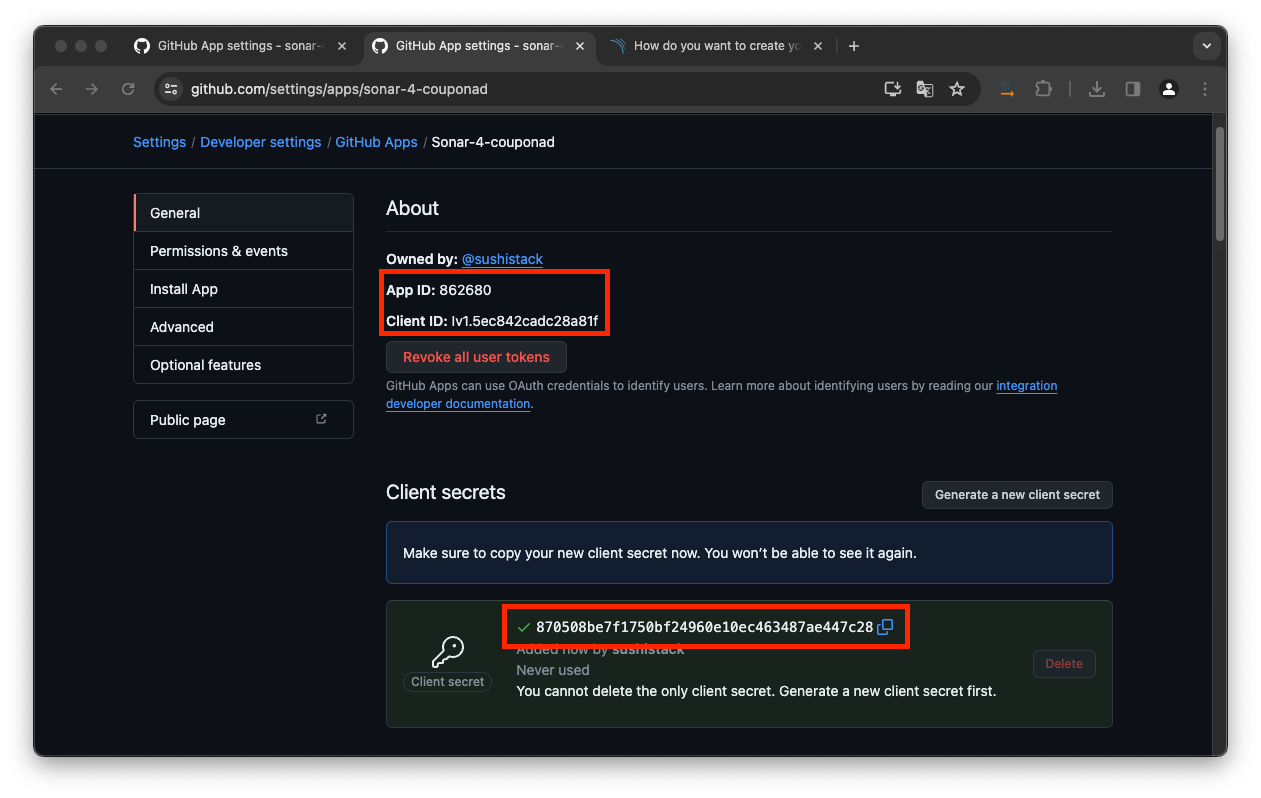 GitHub App settings - sonar-
GitHub App settings - sonar-
How do you want to create yo
github.com/settings/apps/sonar-4-couponad
Settings / Developer settings / GitHub Apps / Sonar-4-couponad
General
Permissions & events
Install App
Advanced
Optional features
Public page
About
Owned by: @sushistack
App ID: 862680
Client ID: Iv1.5ec842cadc28a81f
Revoke all user tokens
GitHub Apps can use OAuth credentials to identify users. Learn more about identifying users by reading our integration
developer documentation.
Client secrets
Generate a new client secret
Make sure to copy your new client secret now. You won't be able to see it again.
870508be7f1750bf24960e10ec463487ae447c28
Added now by sushistack
Client secret
Never used
You cannot delete the only client secret. Generate a new client secret first.
Delete